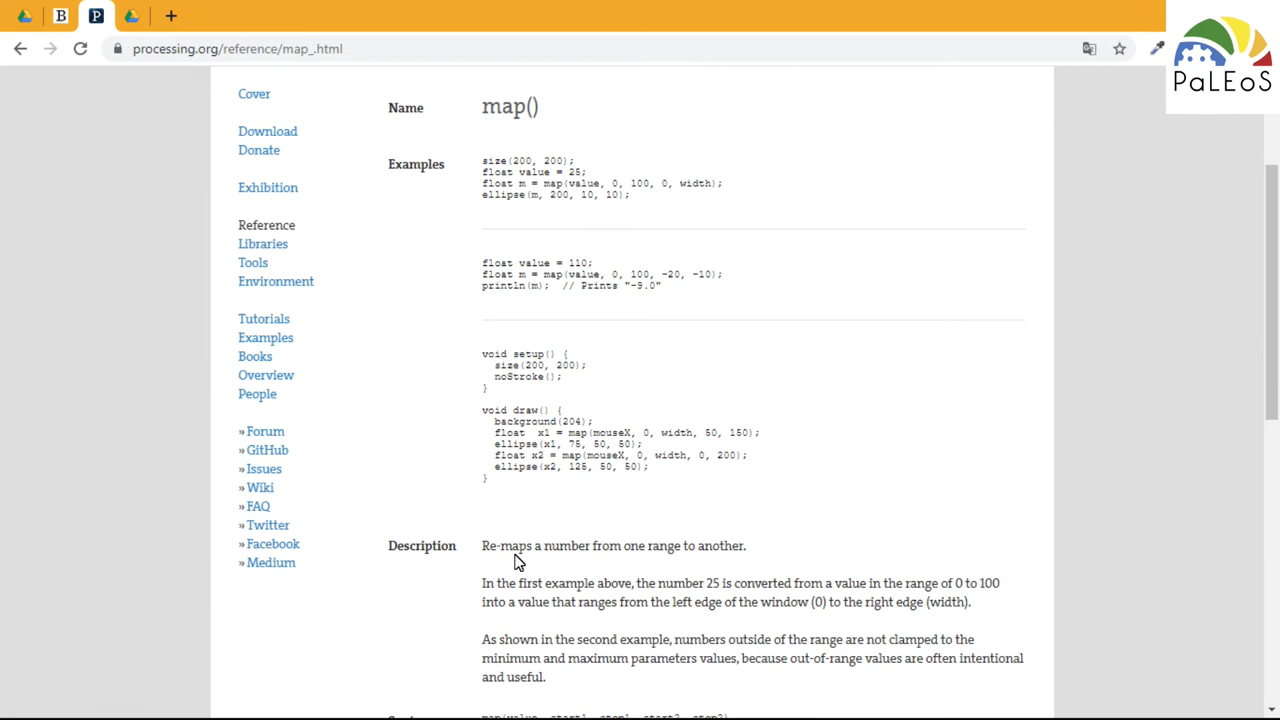 B
P
processing.org/reference/map_.html
PaLEoS
Cover
Download
Donate
Exhibition
Reference
Libraries
Tools
Environment
Tutorials
Examples
Books
Overview
People
» Forum
» GitHub
» Issues
» Wiki
» FAQ
» Twitter
» Facebook
» Medium
Name map()
Examples
size(200, 200);
float value = 25;
float m = map(value, 0, 100, 0, width);
ellipse(m, 200, 10, 10);
float value = 110;
float m = map(value, 0, 100, -20, -10);
println(m);  // Prints "-9.0"
void setup() {
  size(200, 200);
  noStroke();
}
void draw() {
  background(204);
  float  x1 = map(mouseX, 0, width, 50, 150);
  ellipse(x1, 75, 50, 50);
  float x2 = map(mouseX, 0, width, 0, 200);
  ellipse(x2, 125, 50, 50);
}
Description Re-maps a number from one range to another.
In the first example above, the number 25 is converted from a value in the range of 0 to 100
into a value that ranges from the left edge of the window (0) to the right edge (width).
As shown in the second example, numbers outside of the range are not clamped to the
minimum and maximum parameters values, because out-of-range values are often intentional
and useful.